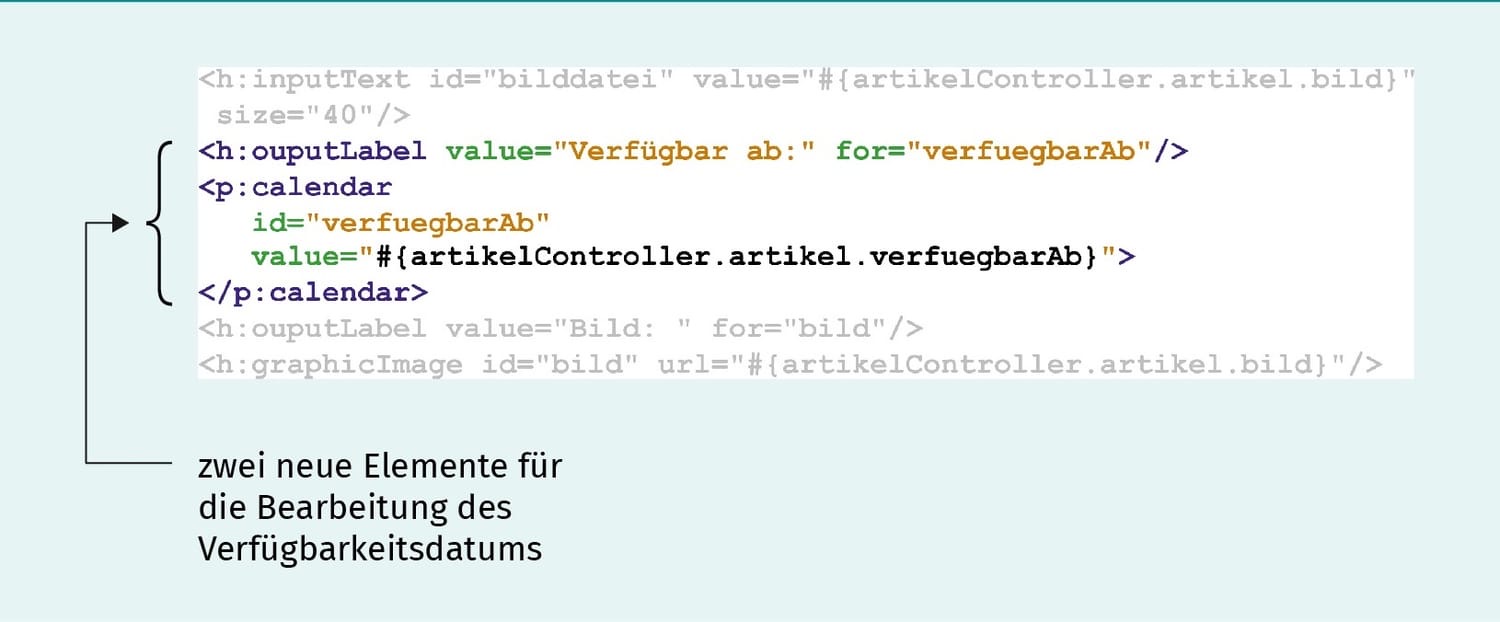 <h:inputText id="bilddatei" value="#{artikelController.artikel.bild}"
size="40"/>
<h:ouputLabel value="Verfügbar ab:" for="verfuegbarAb"/>
<p:calendar
id="verfuegbarAb"
value="#{artikelController.artikel.verfuegbarAb}">
</p:calendar>
<h:ouputLabel value="Bild: " for="bild"/>
<h:graphicImage id="bild" url="#{artikelController.artikel.bild}"/>
zwei neue Elemente für
die Bearbeitung des
Verfügbarkeitsdatums